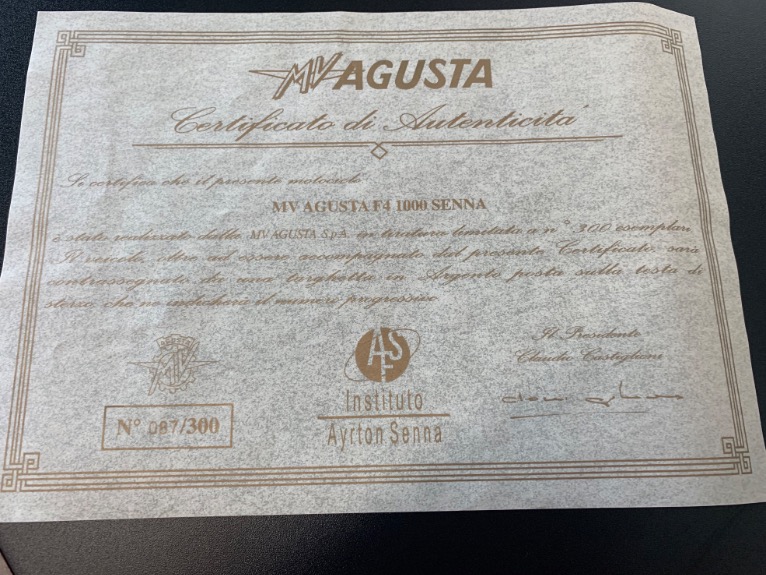 MV AGUSTA
Certificato di Autenticità
Si certifica che il presente motociclo
MV AGUSTA F4 1000 SENNA
è stato realizzato dalla MV AGUSTA S.p.A. in tiratura limitata a n° 300 esemplari
Il veicolo, oltre ad essere accompagnato dal presente Certificato, sarà
contrassegnato da una targhetta in Argento posta sulla testa di
sterzo che ne indicherà il numero progressivo
MV
ASF
Il Presidente
Claudio Castiglioni
Instituto
Ayrton Senna
N° 087/300